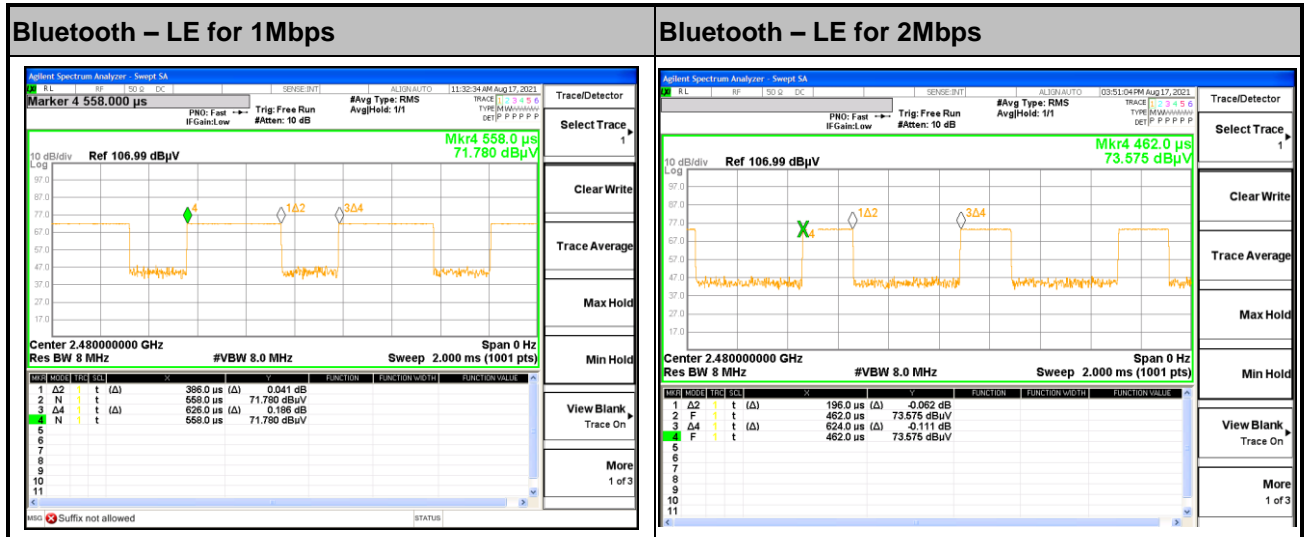 Bluetooth – LE for 1Mbps
Agilent Spectrum Analyzer - Swept SA
RL RF 50 Ω DC SENSE:INT ALIGNAUTO 11:32:34 AM Aug 17, 2021
Marker 4 558.000 µs
PNO: Fast
IFGain:Low
Trig: Free Run
#Atten: 10 dB
#Avg Type: RMS
Avg|Hold: 1/1
TRACE 1 2 3 4 5 6
TYPE MWWWWW
DET P P P P P P
Mkr4 558.0 µs
71.780 dBµV
10 dB/div Ref 106.99 dBµV
Log
97.0
87.0
77.0
67.0
57.0
47.0
37.0
27.0
17.0
4
1Δ2
3Δ4
Center 2.480000000 GHz Span 0 Hz
Res BW 8 MHz #VBW 8.0 MHz Sweep 2.000 ms (1001 pts)
MKR MODE TRC SCL X Y FUNCTION FUNCTION WIDTH FUNCTION VALUE
1 Δ2 1 t (Δ) 386.0 µs (Δ) 0.041 dB
2 N 1 t 558.0 µs 71.780 dBµV
3 Δ4 1 t (Δ) 626.0 µs (Δ) 0.186 dB
4 N 1 t 558.0 µs 71.780 dBµV
5
6
7
8
9
10
11
MSG Suffix not allowed STATUS
Trace/Detector
Select Trace
1
Clear Write
Trace Average
Max Hold
Min Hold
View Blank
Trace On
More
1 of 3
Bluetooth – LE for 2Mbps
Agilent Spectrum Analyzer - Swept SA
RL RF 50 Ω DC SENSE:INT ALIGNAUTO 03:51:04 PM Aug 17, 2021
PNO: Fast
IFGain:Low
Trig: Free Run
#Atten: 10 dB
#Avg Type: RMS
Avg|Hold: 1/1
TRACE 1 2 3 4 5 6
TYPE MWWWWW
DET P P P P P P
Mkr4 462.0 µs
73.575 dBµV
10 dB/div Ref 106.99 dBµV
Log
97.0
87.0
77.0
67.0
57.0
47.0
37.0
27.0
17.0
4
1Δ2
3Δ4
Center 2.480000000 GHz Span 0 Hz
Res BW 8 MHz #VBW 8.0 MHz Sweep 2.000 ms (1001 pts)
MKR MODE TRC SCL X Y FUNCTION FUNCTION WIDTH FUNCTION VALUE
1 Δ2 1 t (Δ) 196.0 µs (Δ) -0.062 dB
2 F 1 t 462.0 µs 73.575 dBµV
3 Δ4 1 t (Δ) 624.0 µs (Δ) -0.111 dB
4 F 1 t 462.0 µs 73.575 dBµV
5
6
7
8
9
10
11
Trace/Detector
Select Trace
1
Clear Write
Trace Average
Max Hold
Min Hold
View Blank
Trace On
More
1 of 3